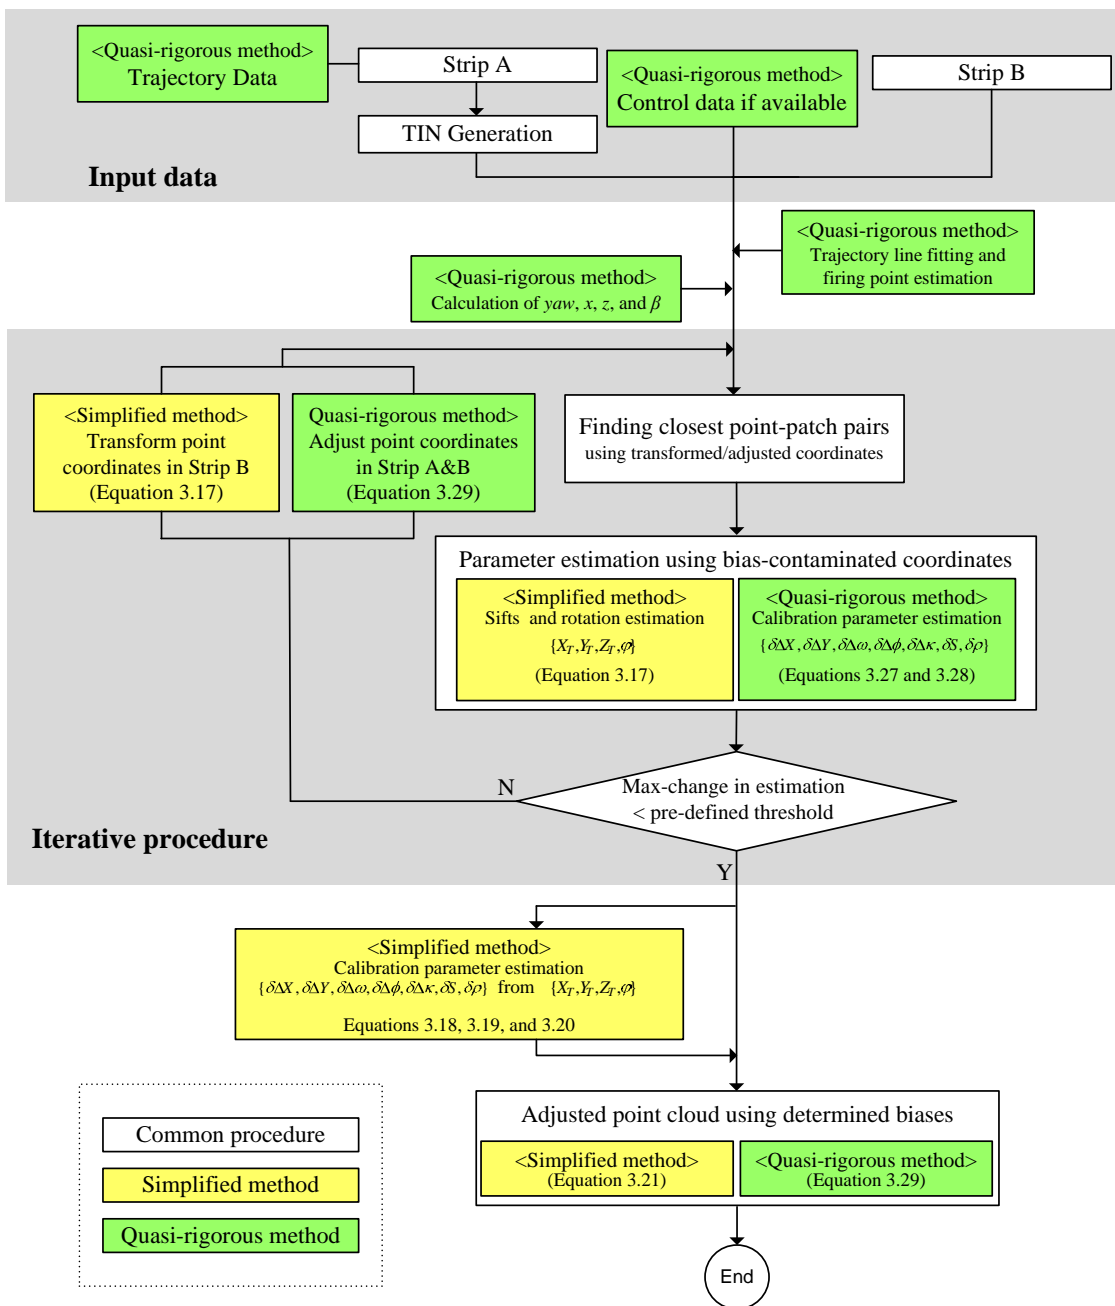 <Quasi-rigorous method>
Trajectory Data
Strip A
<Quasi-rigorous method>
Control data if available
Strip B
TIN Generation
Input data
<Quasi-rigorous method>
Trajectory line fitting and
firing point estimation
<Quasi-rigorous method>
Calculation of yaw, x, z, and β
<Simplified method>
Transform point
coordinates in Strip B
(Equation 3.17)
Quasi-rigorous method>
Adjust point coordinates
in Strip A&B
(Equation 3.29)
Finding closest point-patch pairs
using transformed/adjusted coordinates
Parameter estimation using bias-contaminated coordinates
<Simplified method>
Sifts and rotation estimation
{X_T,Y_T,Z_T,φ}
(Equation 3.17)
<Quasi-rigorous method>
Calibration parameter estimation
{δΔX,δΔY,δΔω,δΔϕ,δΔκ,δS,δρ}
(Equations 3.27 and 3.28)
Max-change in estimation
< pre-defined threshold
N
Iterative procedure
Y
<Simplified method>
Calibration parameter estimation
{δΔX,δΔY,δΔω,δΔϕ,δΔκ,δS,δρ} from {X_T,Y_T,Z_T,φ}
Equations 3.18, 3.19, and 3.20
Adjusted point cloud using determined biases
<Simplified method>
(Equation 3.21)
<Quasi-rigorous method>
(Equation 3.29)
Common procedure
Simplified method
Quasi-rigorous method
End